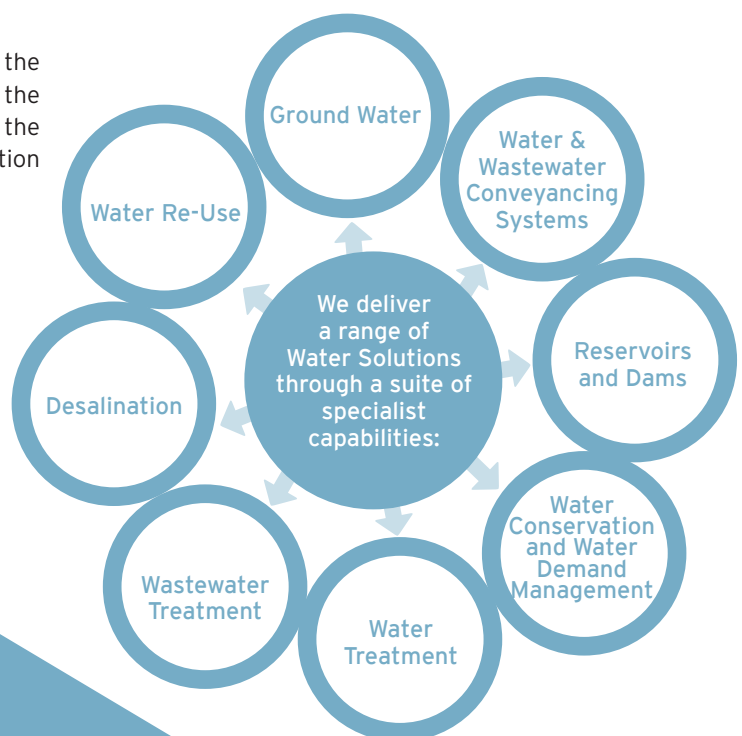 the
the
the
tion
Ground Water
Water &
Wastewater
Conveyancing
Systems
Reservoirs
and Dams
Water
Conservation
and Water
Demand
Management
Water
Treatment
Wastewater
Treatment
Desalination
Water Re-Use
We deliver
a range of
Water Solutions
through a suite of
specialist
capabilities: